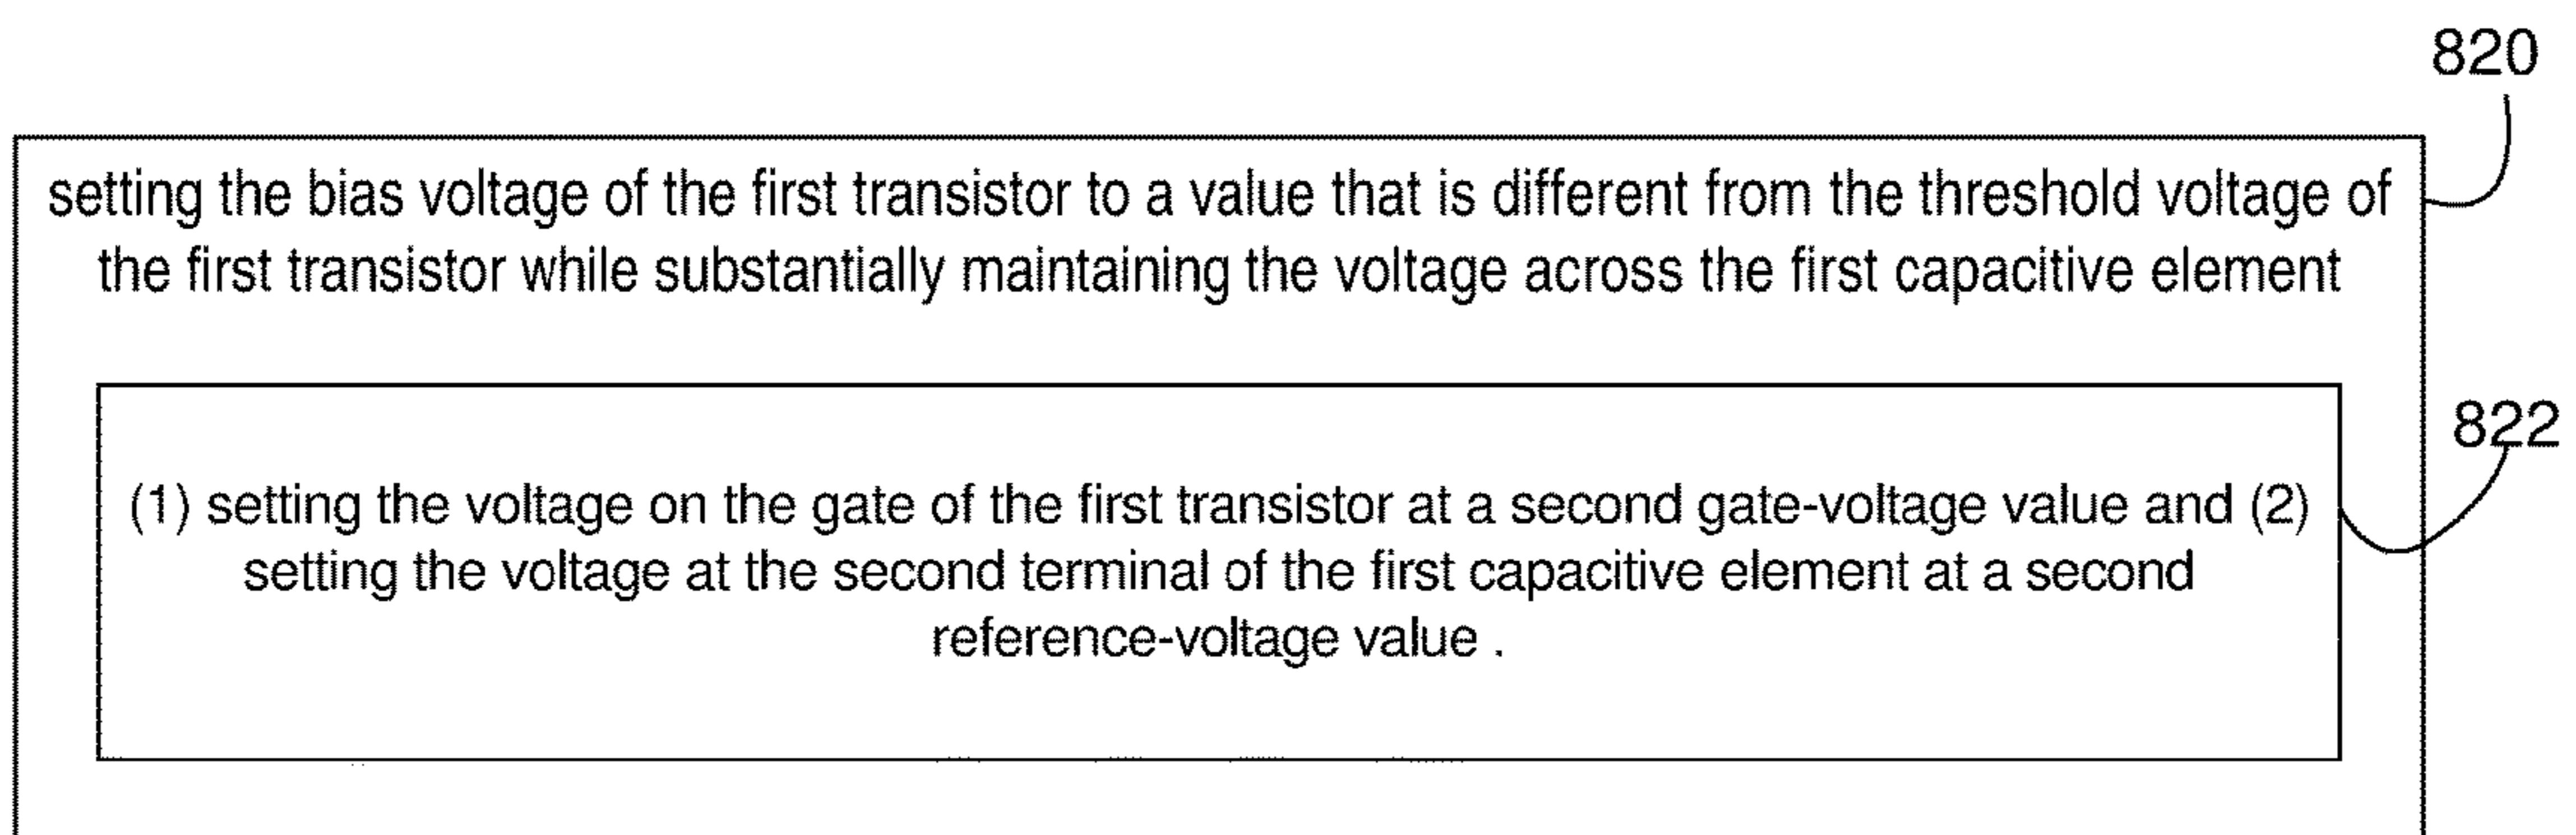 820
setting the bias voltage of the first transistor to a value that is different from the threshold voltage of
the first transistor while substantially maintaining the voltage across the first capacitive element
822
(1) setting the voltage on the gate of the first transistor at a second gate-voltage value and (2)
setting the voltage at the second terminal of the first capacitive element at a second
reference-voltage value .